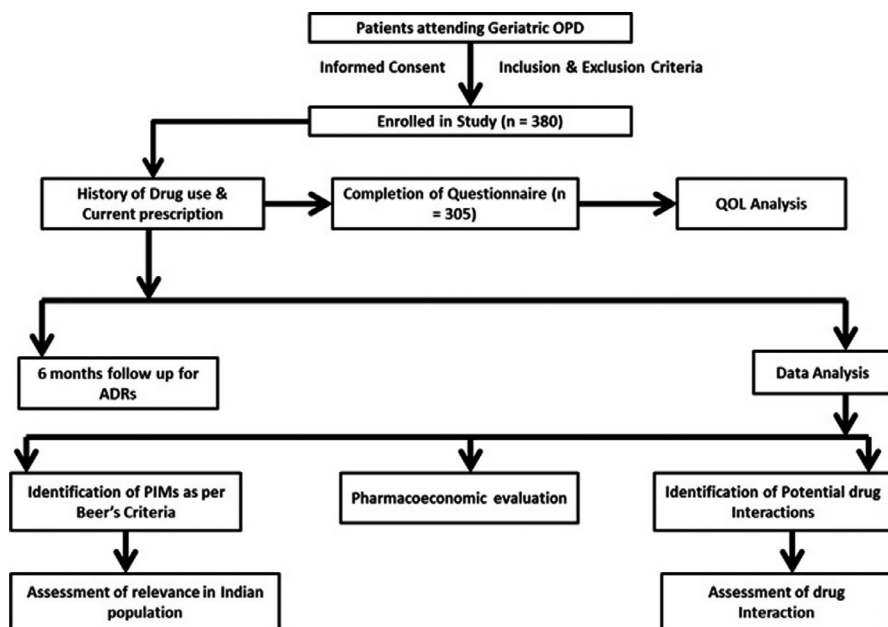 Patients attending Geriatric OPD
Informed Consent
Inclusion & Exclusion Criteria
Enrolled in Study (n = 380)
History of Drug use &
Current prescription
Completion of Questionnaire (n
= 305)
QOL Analysis
6 months follow up for
ADRs
Data Analysis
Identification of PIMs as per
Beer's Criteria
Pharmacoeconomic evaluation
Identification of Potential drug
Interactions
Assessment of relevance in Indian
population
Assessment of drug
Interaction